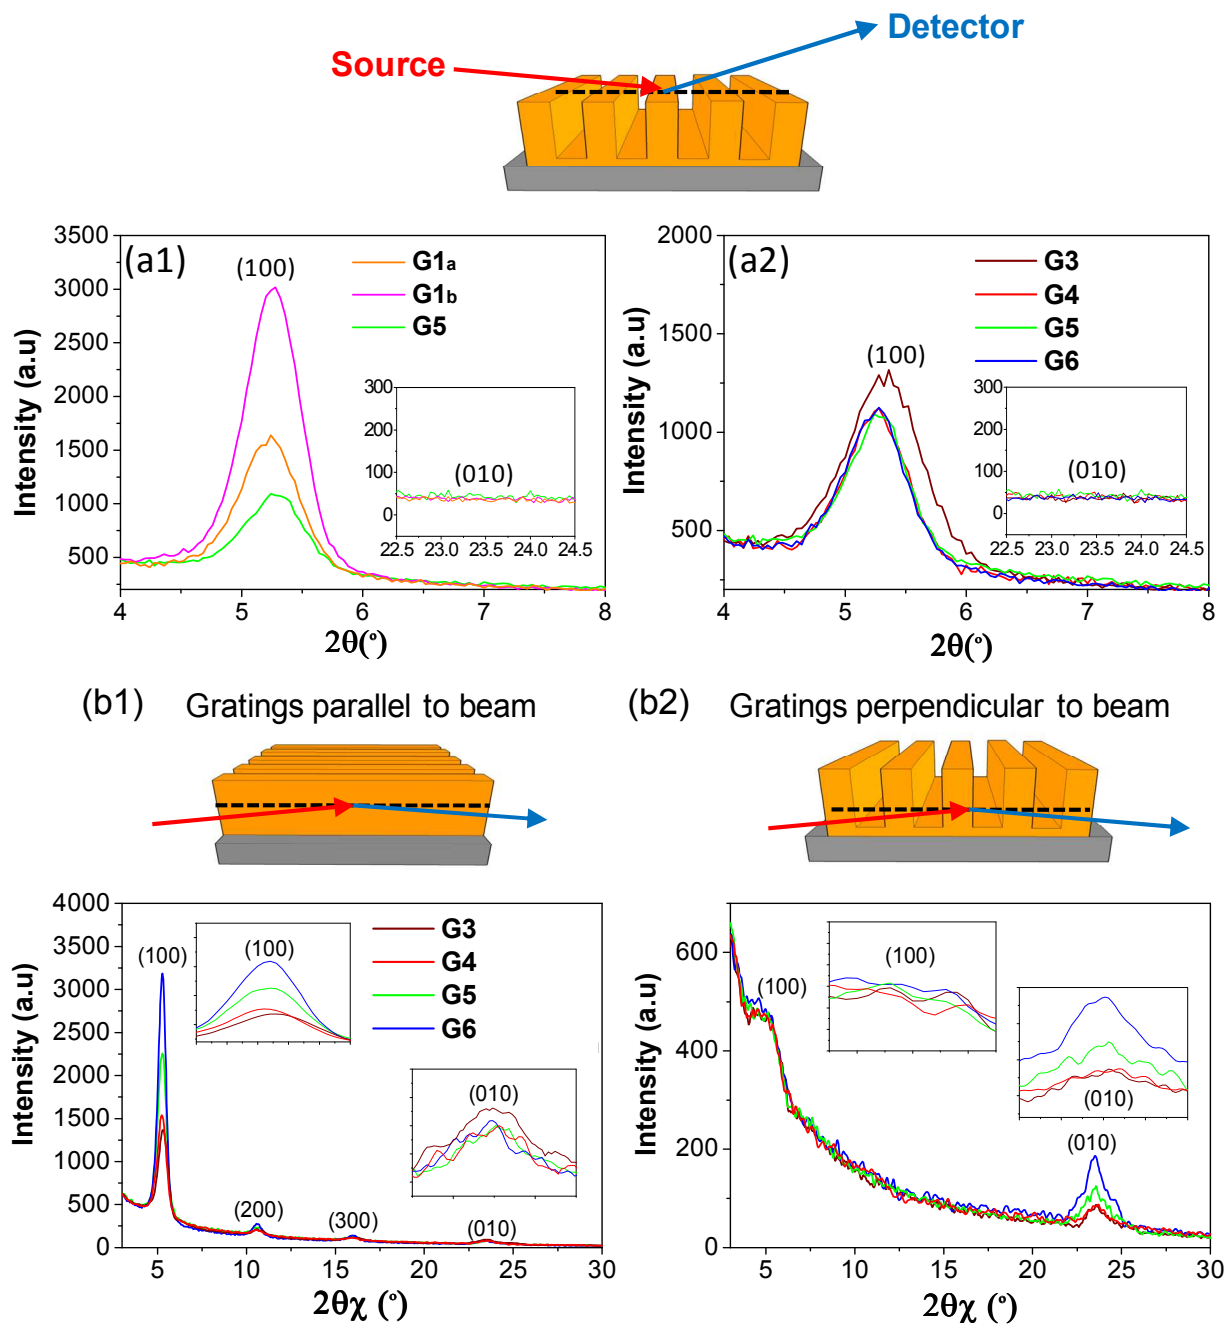 Detector
Source
(a1)
(100)
G1a
G1b
G5
(010)
3500
3000
2500
2000
1500
1000
500
300
200
100
0
22.5 23.0 23.5 24.0 24.5
4 5 6 7 8
Intensity (a.u)
2θ(°)
(a2)
(100)
G3
G4
G5
G6
(010)
2000
1500
1000
500
300
200
100
0
22.5 23.0 23.5 24.0 24.5
4 5 6 7 8
Intensity (a.u)
2θ(°)
(b1) Gratings parallel to beam
4000
3500
3000
2500
2000
1500
1000
500
0
(100)
(100)
G3
G4
G5
G6
(010)
(200)
(300)
(010)
5 10 15 20 25 30
Intensity (a.u)
2θχ (°)
(b2) Gratings perpendicular to beam
600
400
200
0
(100)
(100)
(010)
(010)
5 10 15 20 25 30
Intensity (a.u)
2θχ (°)